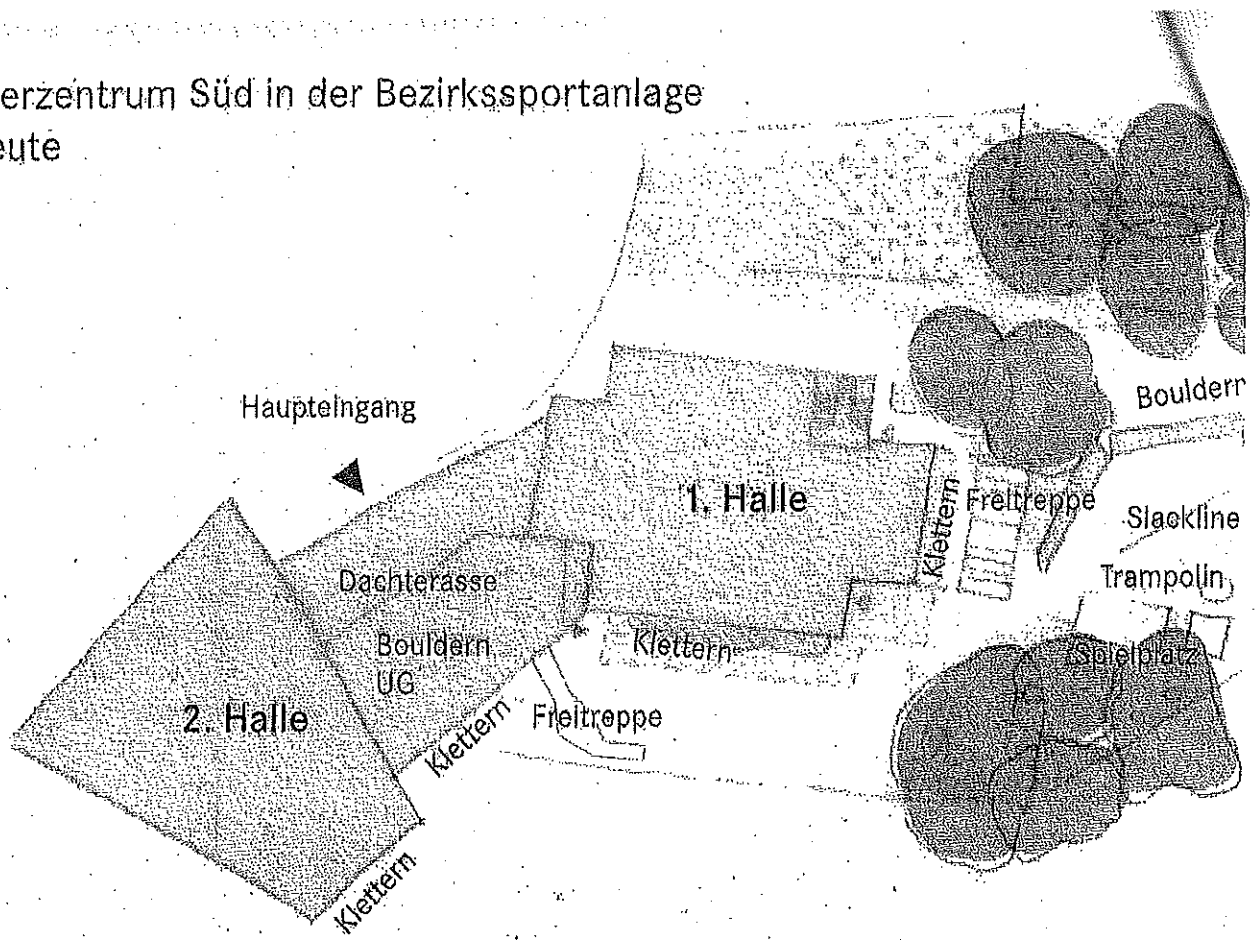 erzentrum Süd in der Bezirkssportanlage
eute
Haupteingang
Bouldern
1. Halle
Klettern
Freitreppe
Slackline
Dachterasse
Trampolin
Bouldern
UG
Klettern
Spielplatz
2. Halle
Klettern
Freitreppe
Klettern